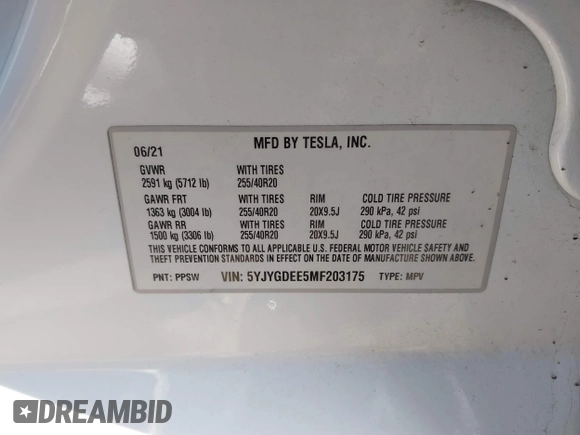 06/21 MFD BY TESLA, INC.
GVWR WITH TIRES
2591 kg (5712 lb) 255/40R20
GAWR FRT WITH TIRES RIM COLD TIRE PRESSURE
1363 kg (3004 lb) 255/40R20 20X9.5J 290 kPa, 42 psi
GAWR RR WITH TIRES RIM COLD TIRE PRESSURE
1500 kg (3306 lb) 255/40R20 20X9.5J 290 kPa, 42 psi
THIS VEHICLE CONFORMS TO ALL APPLICABLE U.S. FEDERAL MOTOR VEHICLE SAFETY AND
THEFT PREVENTION STANDARDS IN EFFECT ON THE DATE OF MANUFACTURE SHOWN ABOVE.
PNT: PPSW VIN: 5YJYGDEE5MF203175 TYPE: MPV
DREAMBID